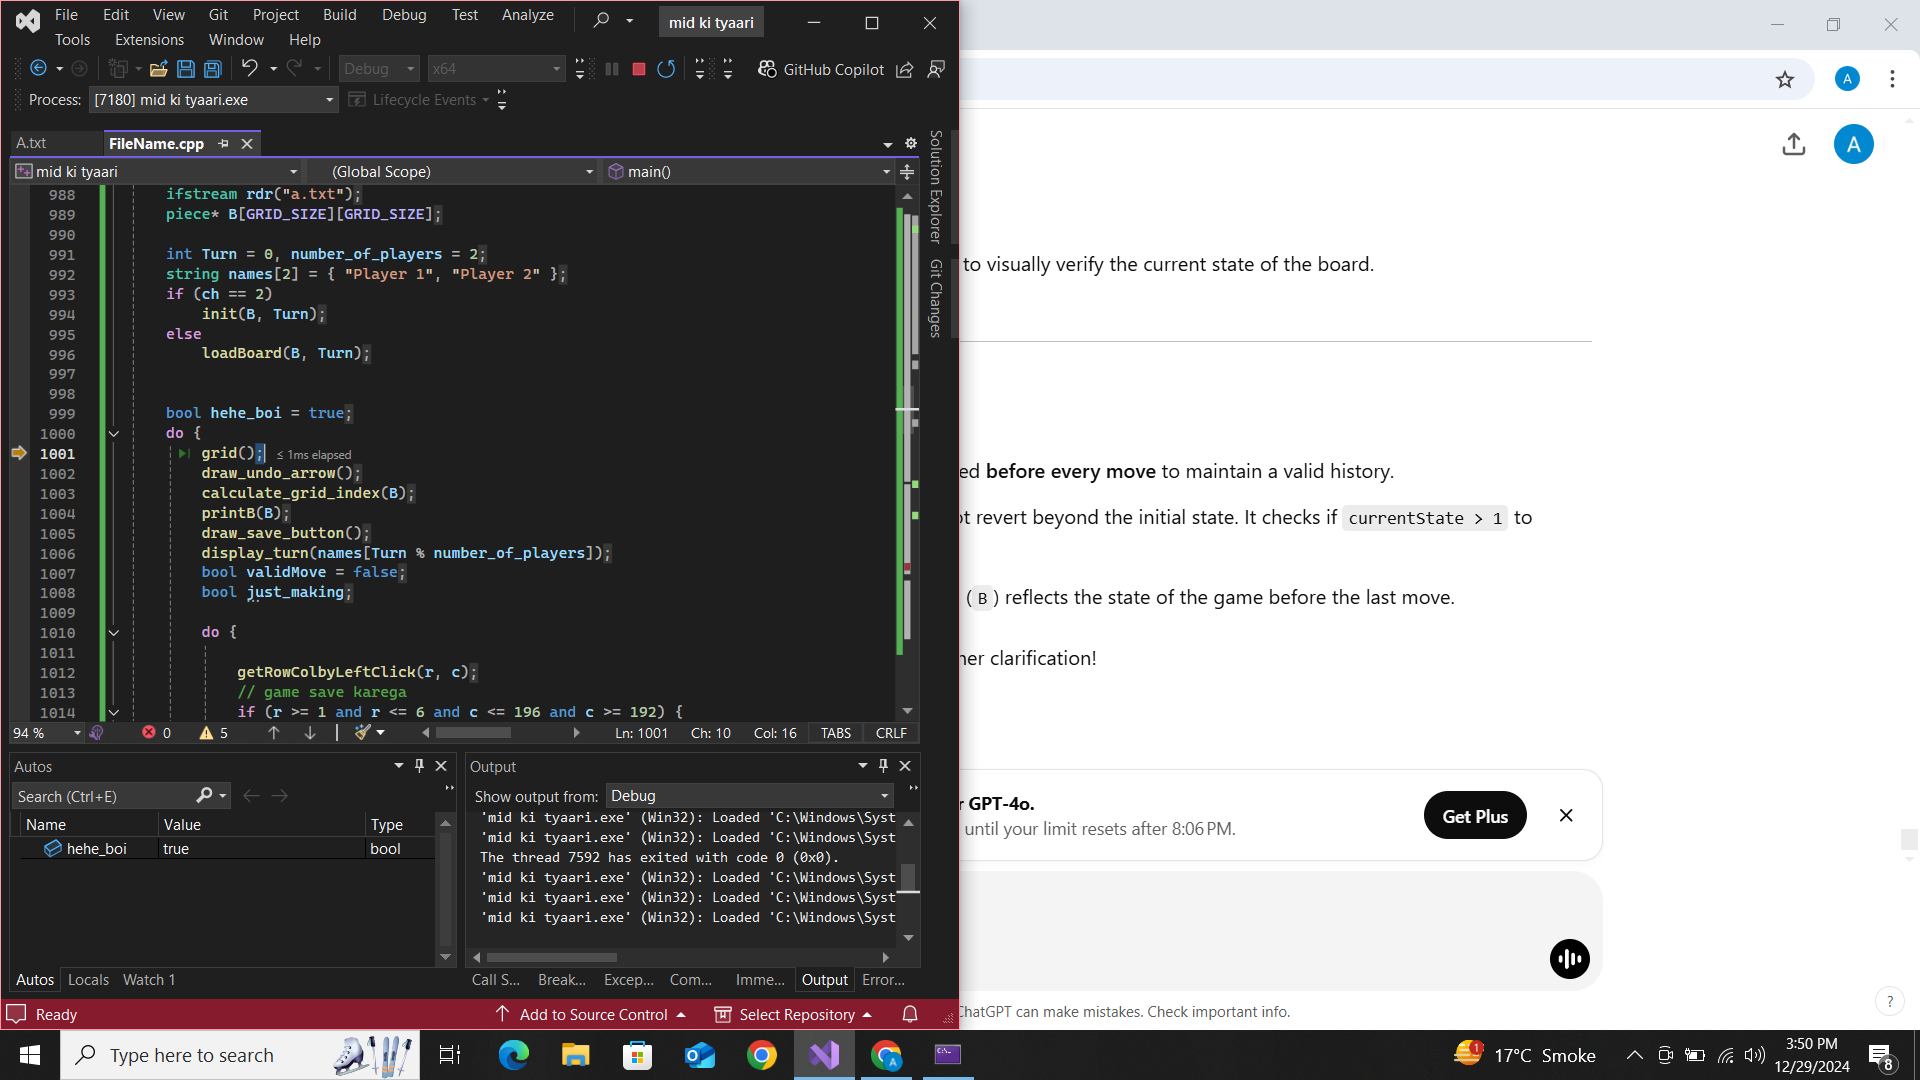 File Edit View Git Project Build Debug Test Analyze
mid ki tyaari
Tools Extensions Window Help
Debug x64 GitHub Copilot
Process: [7180] mid ki tyaari.exe Lifecycle Events
A.txt FileName.cpp
mid ki tyaari (Global Scope) main()
988 ifstream rdr("a.txt");
989 piece* B[GRID_SIZE][GRID_SIZE];
990
991 int Turn = 0, number_of_players = 2;
992 string names[2] = { "Player 1", "Player 2" };
993 if (ch == 2)
994 init(B, Turn);
995 else
996 loadBoard(B, Turn);
997
998
999 bool hehe_boi = true;
1000 do {
1001 grid(); ≤ 1ms elapsed
1002 draw_undo_arrow();
1003 calculate_grid_index(B);
1004 printB(B);
1005 draw_save_button();
1006 display_turn(names[Turn % number_of_players]);
1007 bool validMove = false;
1008 bool just_making;
1009
1010 do {
1011
1012 getRowColbyLeftClick(r, c);
1013 // game save karega
1014 if (r >= 1 and r <= 6 and c <= 196 and c >= 192) {
94 % 0 5 Ln: 1001 Ch: 10 Col: 16 TABS CRLF
Solution Explorer
Git Changes
Autos
Search (Ctrl+E)
Name Value Type
hehe_boi true bool
Autos Locals Watch 1
Output
Show output from: Debug
'mid ki tyaari.exe' (Win32): Loaded 'C:\Windows\Syst
'mid ki tyaari.exe' (Win32): Loaded 'C:\Windows\Syst
The thread 7592 has exited with code 0 (0x0).
'mid ki tyaari.exe' (Win32): Loaded 'C:\Windows\Syst
'mid ki tyaari.exe' (Win32): Loaded 'C:\Windows\Syst
'mid ki tyaari.exe' (Win32): Loaded 'C:\Windows\Syst
Call S... Break... Excep... Com... Imme... Output Error...
Ready Add to Source Control Select Repository
A
A
to visually verify the current state of the board.
ed before every move to maintain a valid history.
ot revert beyond the initial state. It checks if currentState > 1 to
(B) reflects the state of the game before the last move.
her clarification!
r GPT-4o.
until your limit resets after 8:06 PM.
Get Plus
ChatGPT can make mistakes. Check important info.
?
Type here to search
A
1
17°C Smoke
3:50 PM
12/29/2024
8